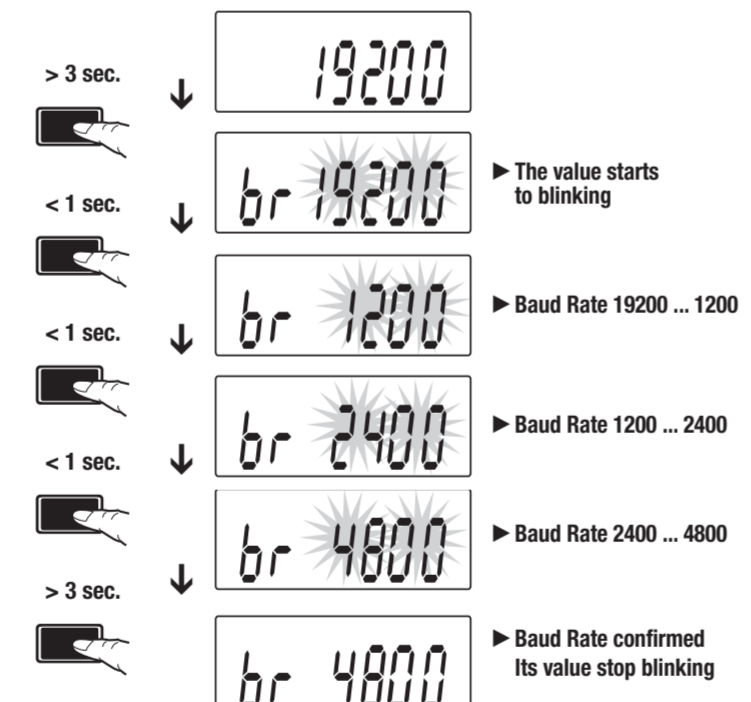 19200
> 3 sec.
br 19200
► The value starts
to blinking
< 1 sec.
br 1200
► Baud Rate 19200 ... 1200
< 1 sec.
br 2400
► Baud Rate 1200 ... 2400
< 1 sec.
br 4800
► Baud Rate 2400 ... 4800
> 3 sec.
br 4800
► Baud Rate confirmed
Its value stop blinking